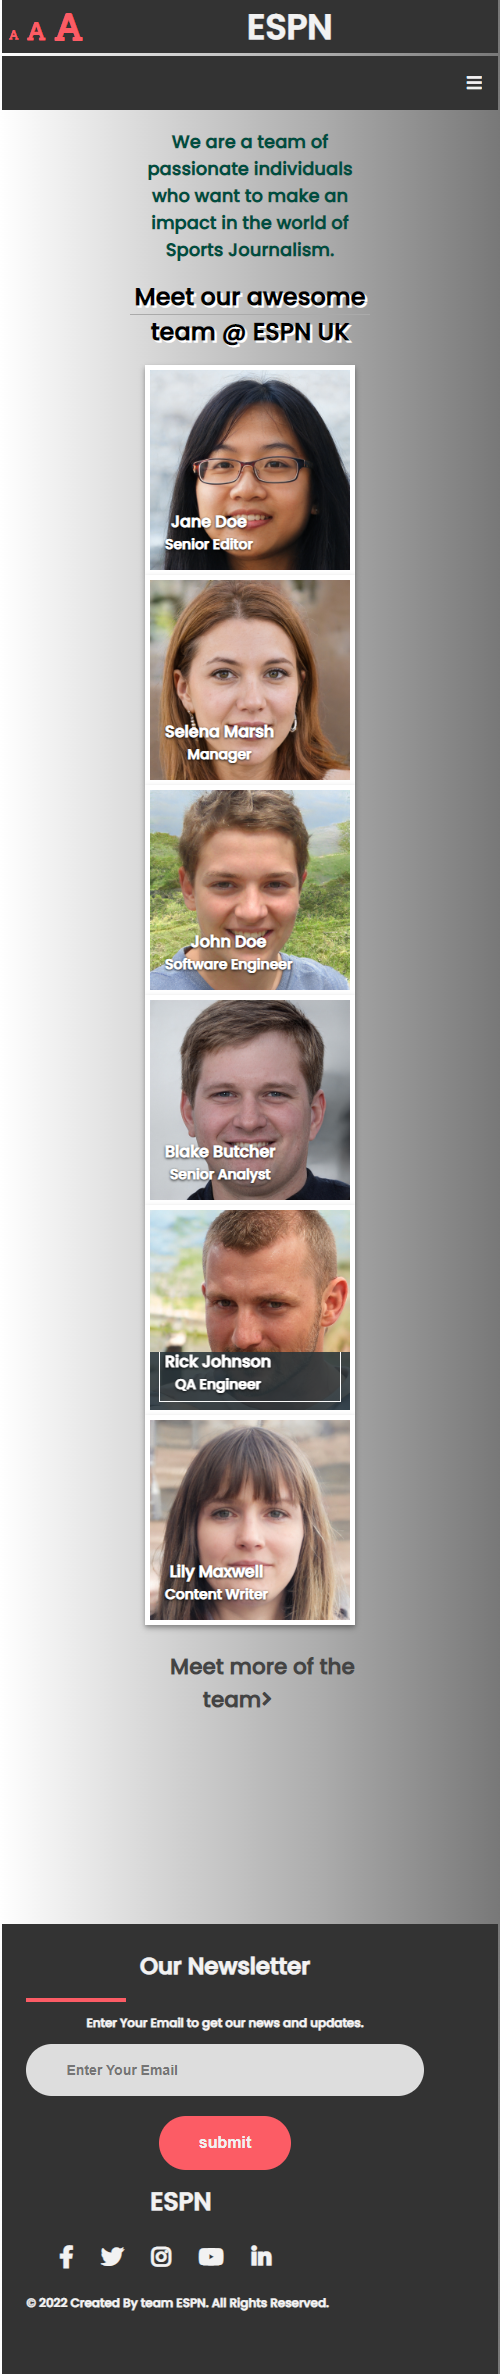 A A A ESPN
We are a team of
passionate individuals
who want to make an
impact in the world of
Sports Journalism.
Meet our awesome
team @ ESPN UK
Jane Doe
Senior Editor
Selena Marsh
Manager
John Doe
Software Engineer
Blake Butcher
Senior Analyst
Rick Johnson
QA Engineer
Lily Maxwell
Content Writer
Meet more of the
team>
Our Newsletter
Enter Your Email to get our news and updates.
Enter Your Email
submit
ESPN
© 2022 Created By team ESPN. All Rights Reserved.